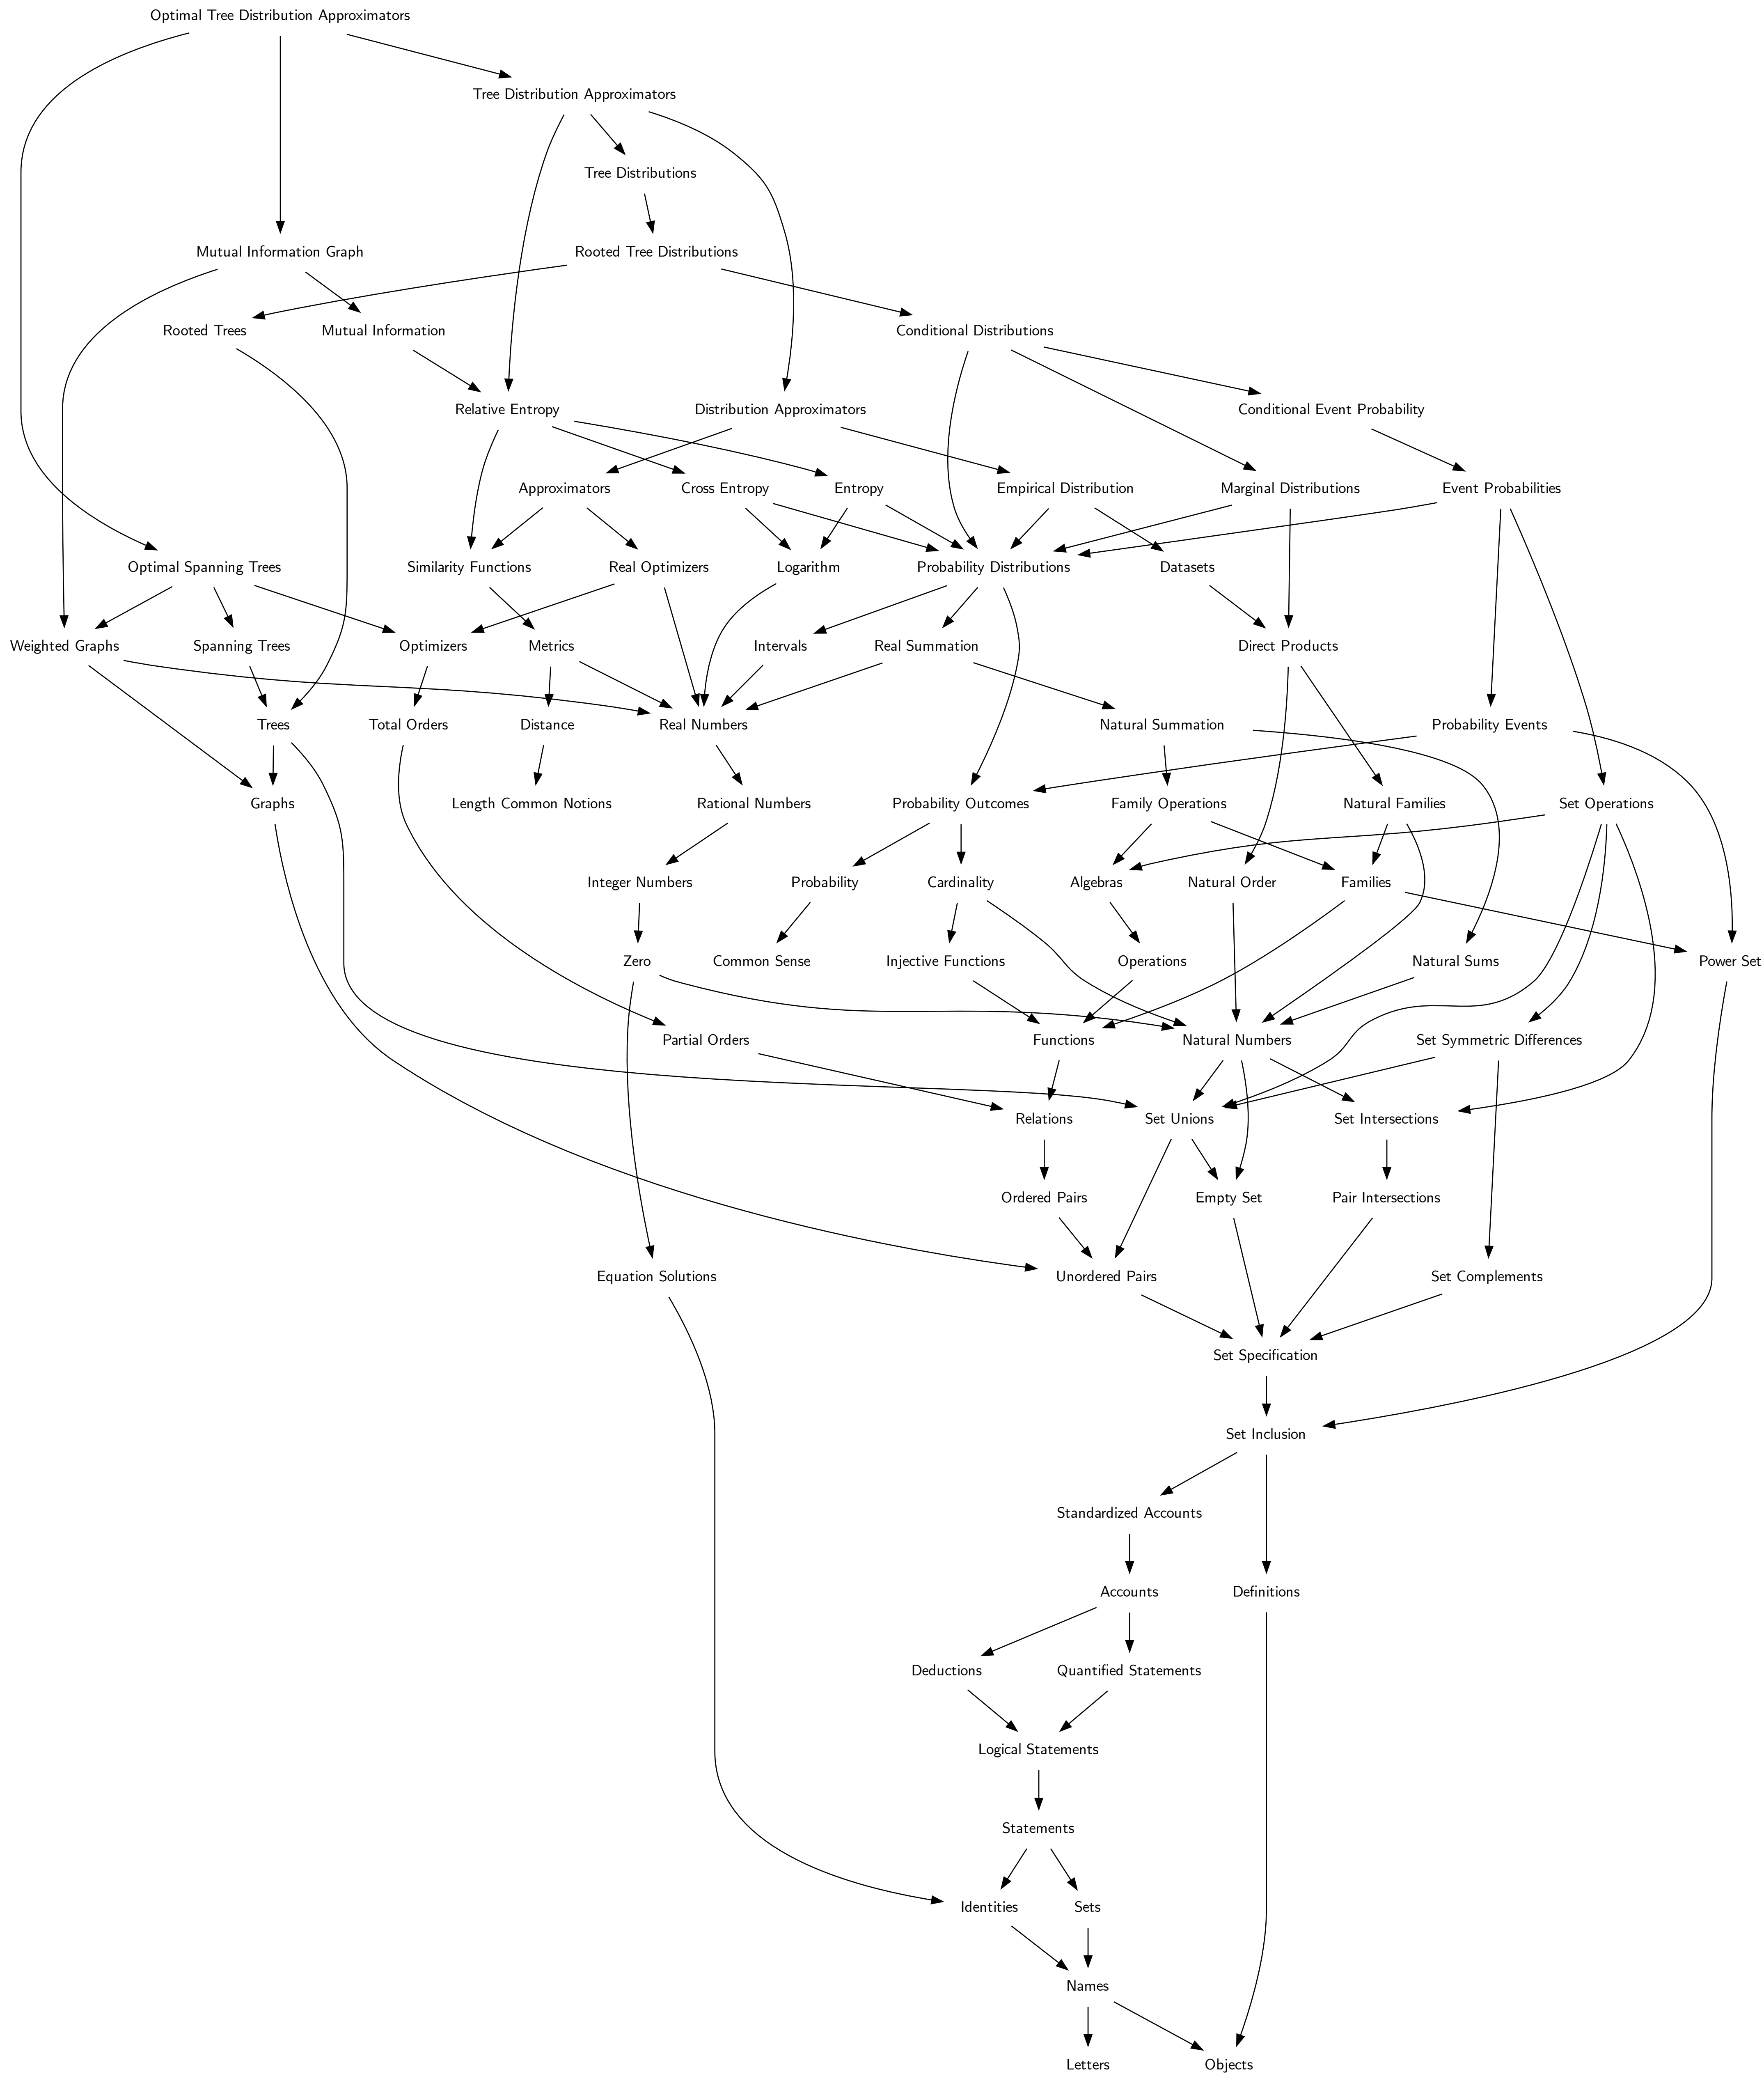 Optimal Tree Distribution Approximators
Tree Distribution Approximators
Tree Distributions
Mutual Information Graph
Rooted Tree Distributions
Rooted Trees
Mutual Information
Conditional Distributions
Relative Entropy
Distribution Approximators
Conditional Event Probability
Approximators
Cross Entropy
Entropy
Empirical Distribution
Marginal Distributions
Event Probabilities
Optimal Spanning Trees
Similarity Functions
Real Optimizers
Logarithm
Probability Distributions
Datasets
Weighted Graphs
Spanning Trees
Optimizers
Metrics
Intervals
Real Summation
Direct Products
Trees
Total Orders
Distance
Real Numbers
Natural Summation
Probability Events
Graphs
Length Common Notions
Rational Numbers
Probability Outcomes
Family Operations
Natural Families
Set Operations
Integer Numbers
Probability
Cardinality
Algebras
Natural Order
Families
Zero
Common Sense
Injective Functions
Operations
Natural Sums
Power Set
Partial Orders
Functions
Natural Numbers
Set Symmetric Differences
Relations
Set Unions
Set Intersections
Ordered Pairs
Empty Set
Pair Intersections
Equation Solutions
Unordered Pairs
Set Complements
Set Specification
Set Inclusion
Standardized Accounts
Accounts
Definitions
Deductions
Quantified Statements
Logical Statements
Statements
Identities
Sets
Names
Letters
Objects